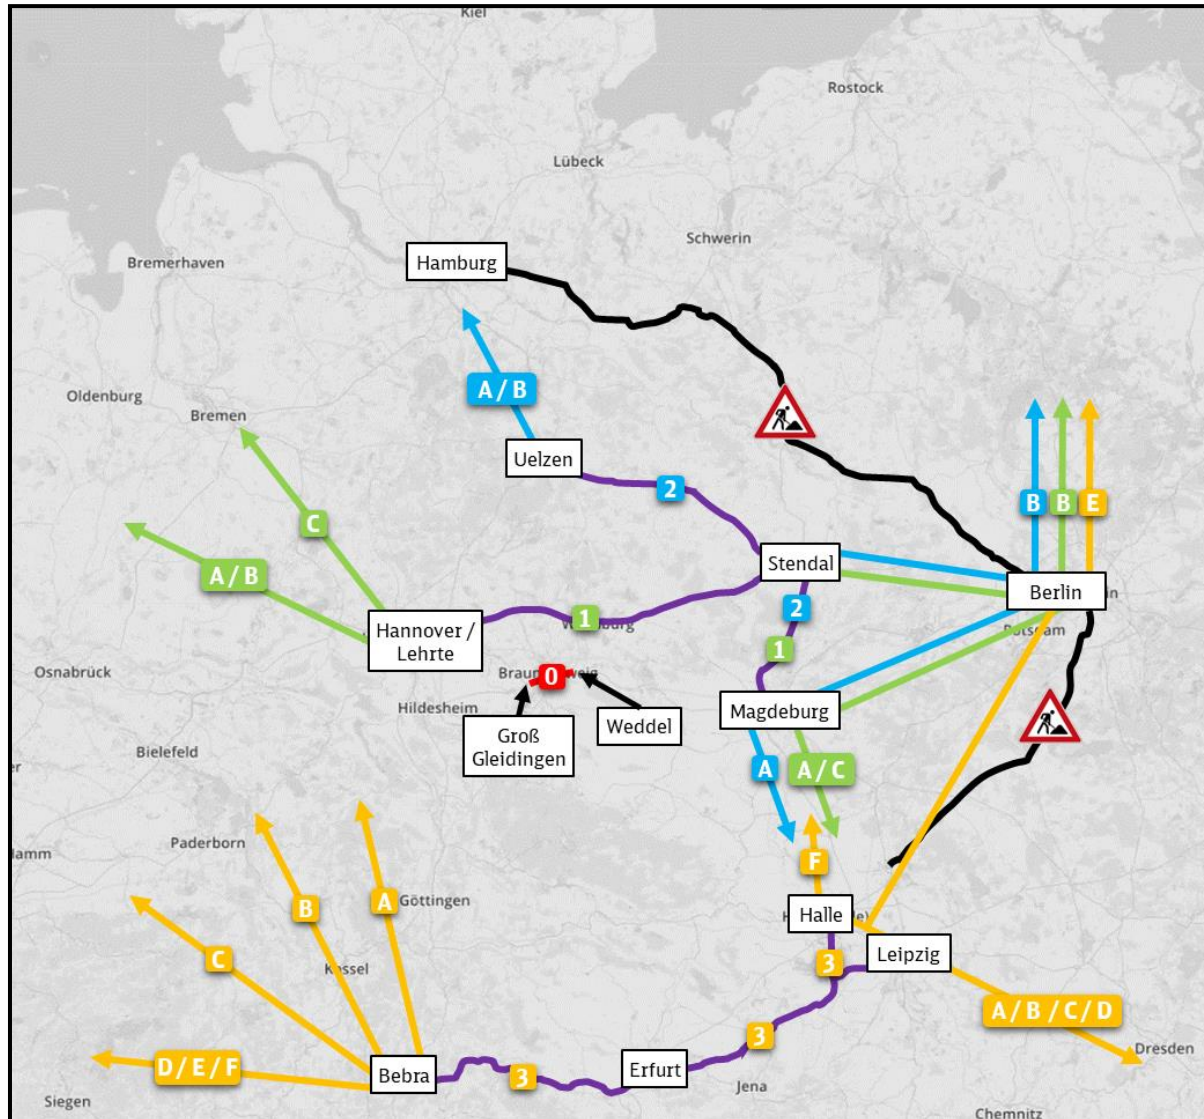 Kiel
Rostock
Lübeck
Schwerin
Hamburg
Bremerhaven
A / B
Oldenburg
Bremen
Uelzen
2
B
B
E
C
Stendal
A / B
Berlin
2
1
Hannover /
Lehrte
Potsdam
1
Osnabrück
0
Hildesheim
Magdeburg
Weddel
Groß
Gleidingen
Bielefeld
A
A / C
Paderborn
F
B
A
Göttingen
Halle
C
Kassel
3
Leipzig
A / B / C / D
3
Dresden
D / E / F
Bebra
3
Erfurt
Jena
Siegen
Chemnitz